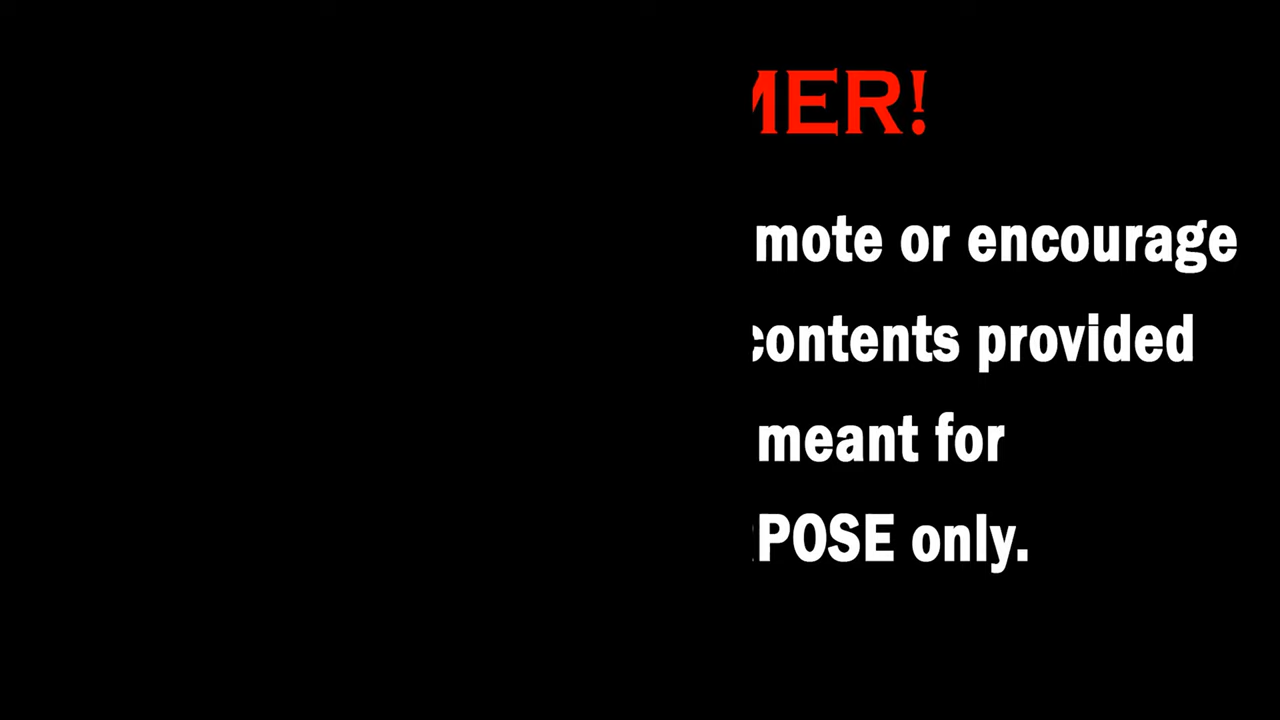 MER!
mote or encourage
contents provided
meant for
POSE only.